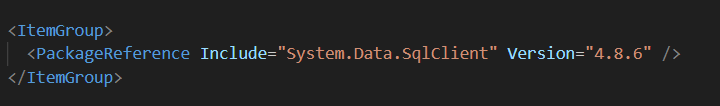 <ItemGroup>
<PackageReference Include="System.Data.SqlClient" Version="4.8.6" />
</ItemGroup>